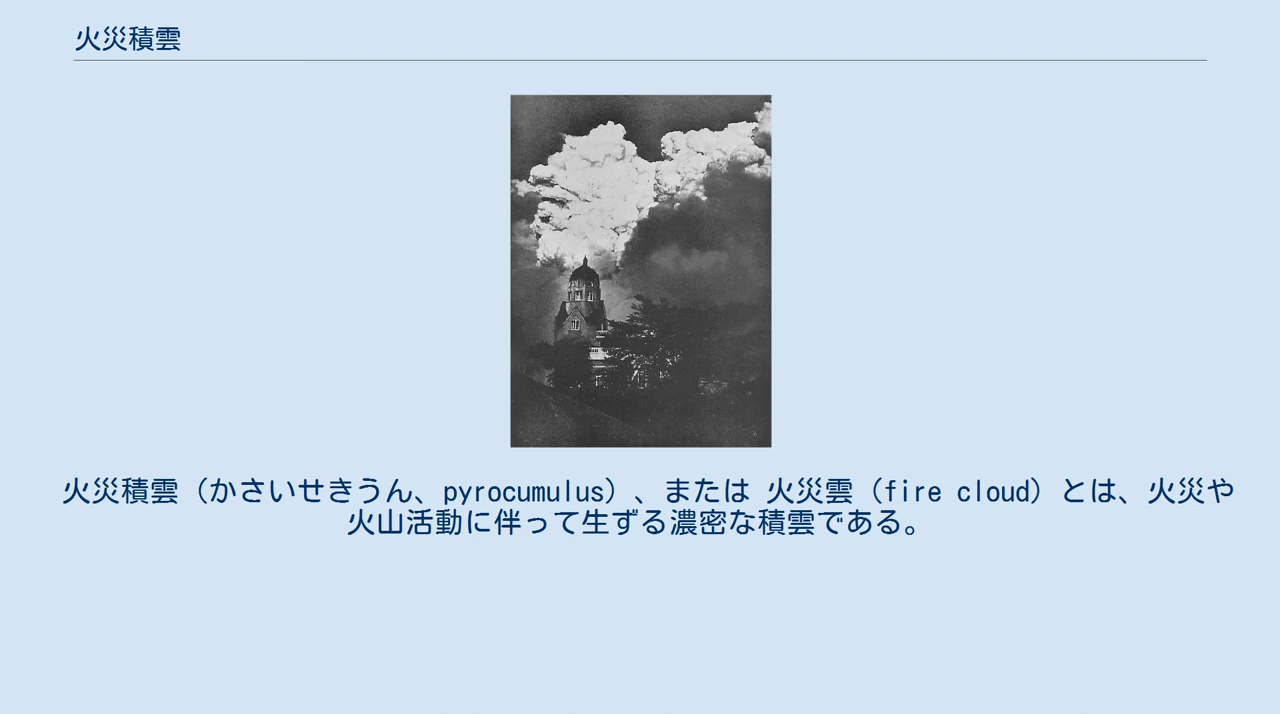 火災積雲
火災積雲（かさいせきうん、pyrocumulus）、または 火災雲（fire cloud）とは、火災や
火山活動に伴って生ずる濃密な積雲である。